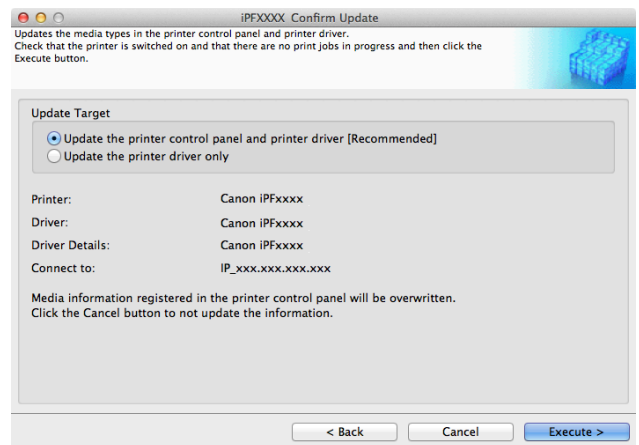 iPFXXXX Confirm Update
Updates the media types in the printer control panel and printer driver.
Check that the printer is switched on and that there are no print jobs in progress and then click the
Execute button.
Update Target
Update the printer control panel and printer driver [Recommended]
Update the printer driver only
Printer: Canon iPFxxxx
Driver: Canon iPFxxxx
Driver Details: Canon iPFxxxx
Connect to: IP_xxx.xxx.xxx.xxx
Media information registered in the printer control panel will be overwritten.
Click the Cancel button to not update the information.
< Back Cancel Execute >